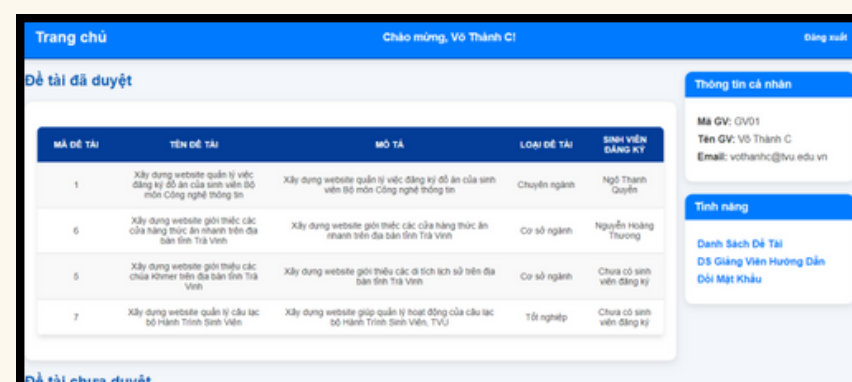 Trang chủ
Chào mừng, Võ Thành C!
Đăng xuất
Đề tài đã duyệt
MÃ ĐỀ TÀI
TÊN ĐỀ TÀI
MÔ TẢ
LOẠI ĐỀ TÀI
SINH VIÊN
ĐĂNG KÝ
1
Xây dựng website quản lý việc
đăng ký đồ án của sinh viên Bộ
môn Công nghệ thông tin
Xây dựng website quản lý việc đăng ký đồ án của sinh
viên Bộ môn Công nghệ thông tin
Chuyên ngành
Ngô Thanh
Quyền
6
Xây dựng website giới thiệc các
cửa hàng thức ăn nhanh trên địa
bàn tỉnh Trà Vinh
Xây dựng website giới thiệc các cửa hàng thức ăn
nhanh trên địa bàn tỉnh Trà Vinh
Cơ sở ngành
Nguyễn Hoàng
Thương
5
Xây dựng website giới thiệu các
chùa Khmer trên địa bàn tỉnh Trà
Vinh
Xây dựng website giới thiệu các di tích lịch sử trên địa
bàn tỉnh Trà Vinh
Cơ sở ngành
Chưa có sinh
viên đăng ký
7
Xây dựng website quản lý câu lạc
bộ Hành Trình Sinh Viên
Xây dựng website giúp quản lý hoạt động của câu lạc
bộ Hành Trình Sinh Viên, TVU
Tốt nghiệp
Chưa có sinh
viên đăng ký
Đề tài chưa duyệt
Thông tin cá nhân
Mã GV: GV01
Tên GV: Võ Thành C
Email: vothanhc@tvu.edu.vn
Tính năng
Danh Sách Đề Tài
DS Giảng Viên Hướng Dẫn
Đổi Mật Khẩu